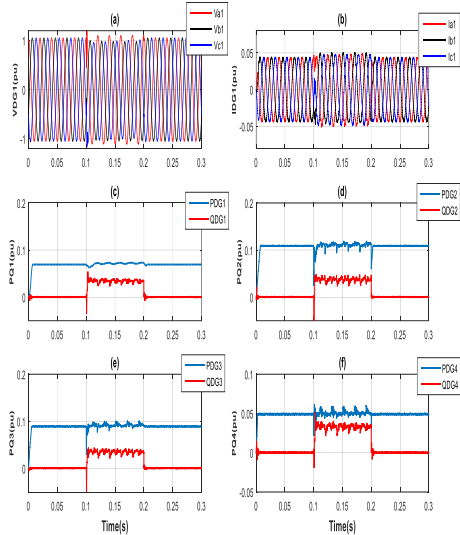 (a)
Va1
Vb1
Vc1
VDG1(pu)
1
0
-1
0 0.05 0.1 0.15 0.2 0.25 0.3
(b)
Ia1
Ib1
Ic1
IDG1(pu)
0.05
0
-0.05
0 0.05 0.1 0.15 0.2 0.25 0.3
(c)
PDG1
QDG1
PQ1(pu)
0.2
0.1
0
0 0.05 0.1 0.15 0.2 0.25 0.3
(d)
PDG2
QDG2
PQ2(pu)
0.2
0.1
0
0 0.05 0.1 0.15 0.2 0.25 0.3
(e)
PDG3
QDG3
PQ3(pu)
0.2
0.1
0
0 0.05 0.1 0.15 0.2 0.25 0.3
Time(s)
(f)
PDG4
QDG4
PQ4(pu)
0.1
0.05
0
-0.05
0 0.05 0.1 0.15 0.2 0.25 0.3
Time(s)